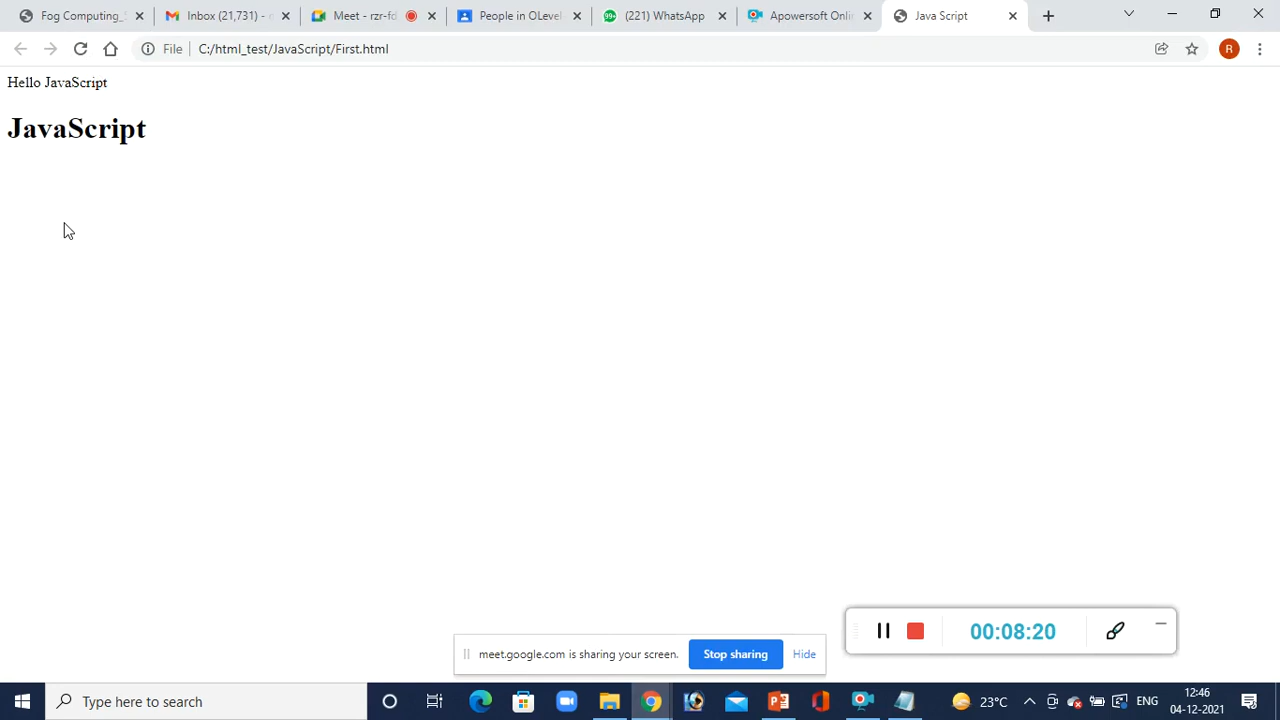 Fog Computing_
Inbox (21,731) -
Meet - rzr-fd
People in OLevel-
99+ (221) WhatsApp
Apowersoft Onli
Java Script
File C:/html_test/JavaScript/First.html
R
Hello JavaScript
JavaScript
00:08:20
meet.google.com is sharing your screen.
Stop sharing
Hide
Type here to search
23°C
ENG
12:46
04-12-2021